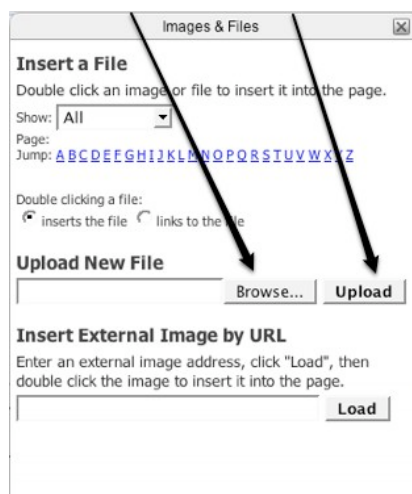 Images & Files
Insert a File
Double click an image or file to insert it into the page.
Show: All
Page:
Jump: A B C D E F G H I J K L M N O P Q R S T U V W X Y Z
Double clicking a file:
inserts the file links to the file
Upload New File
Browse... Upload
Insert External Image by URL
Enter an external image address, click "Load", then
double click the image to insert it into the page.
Load